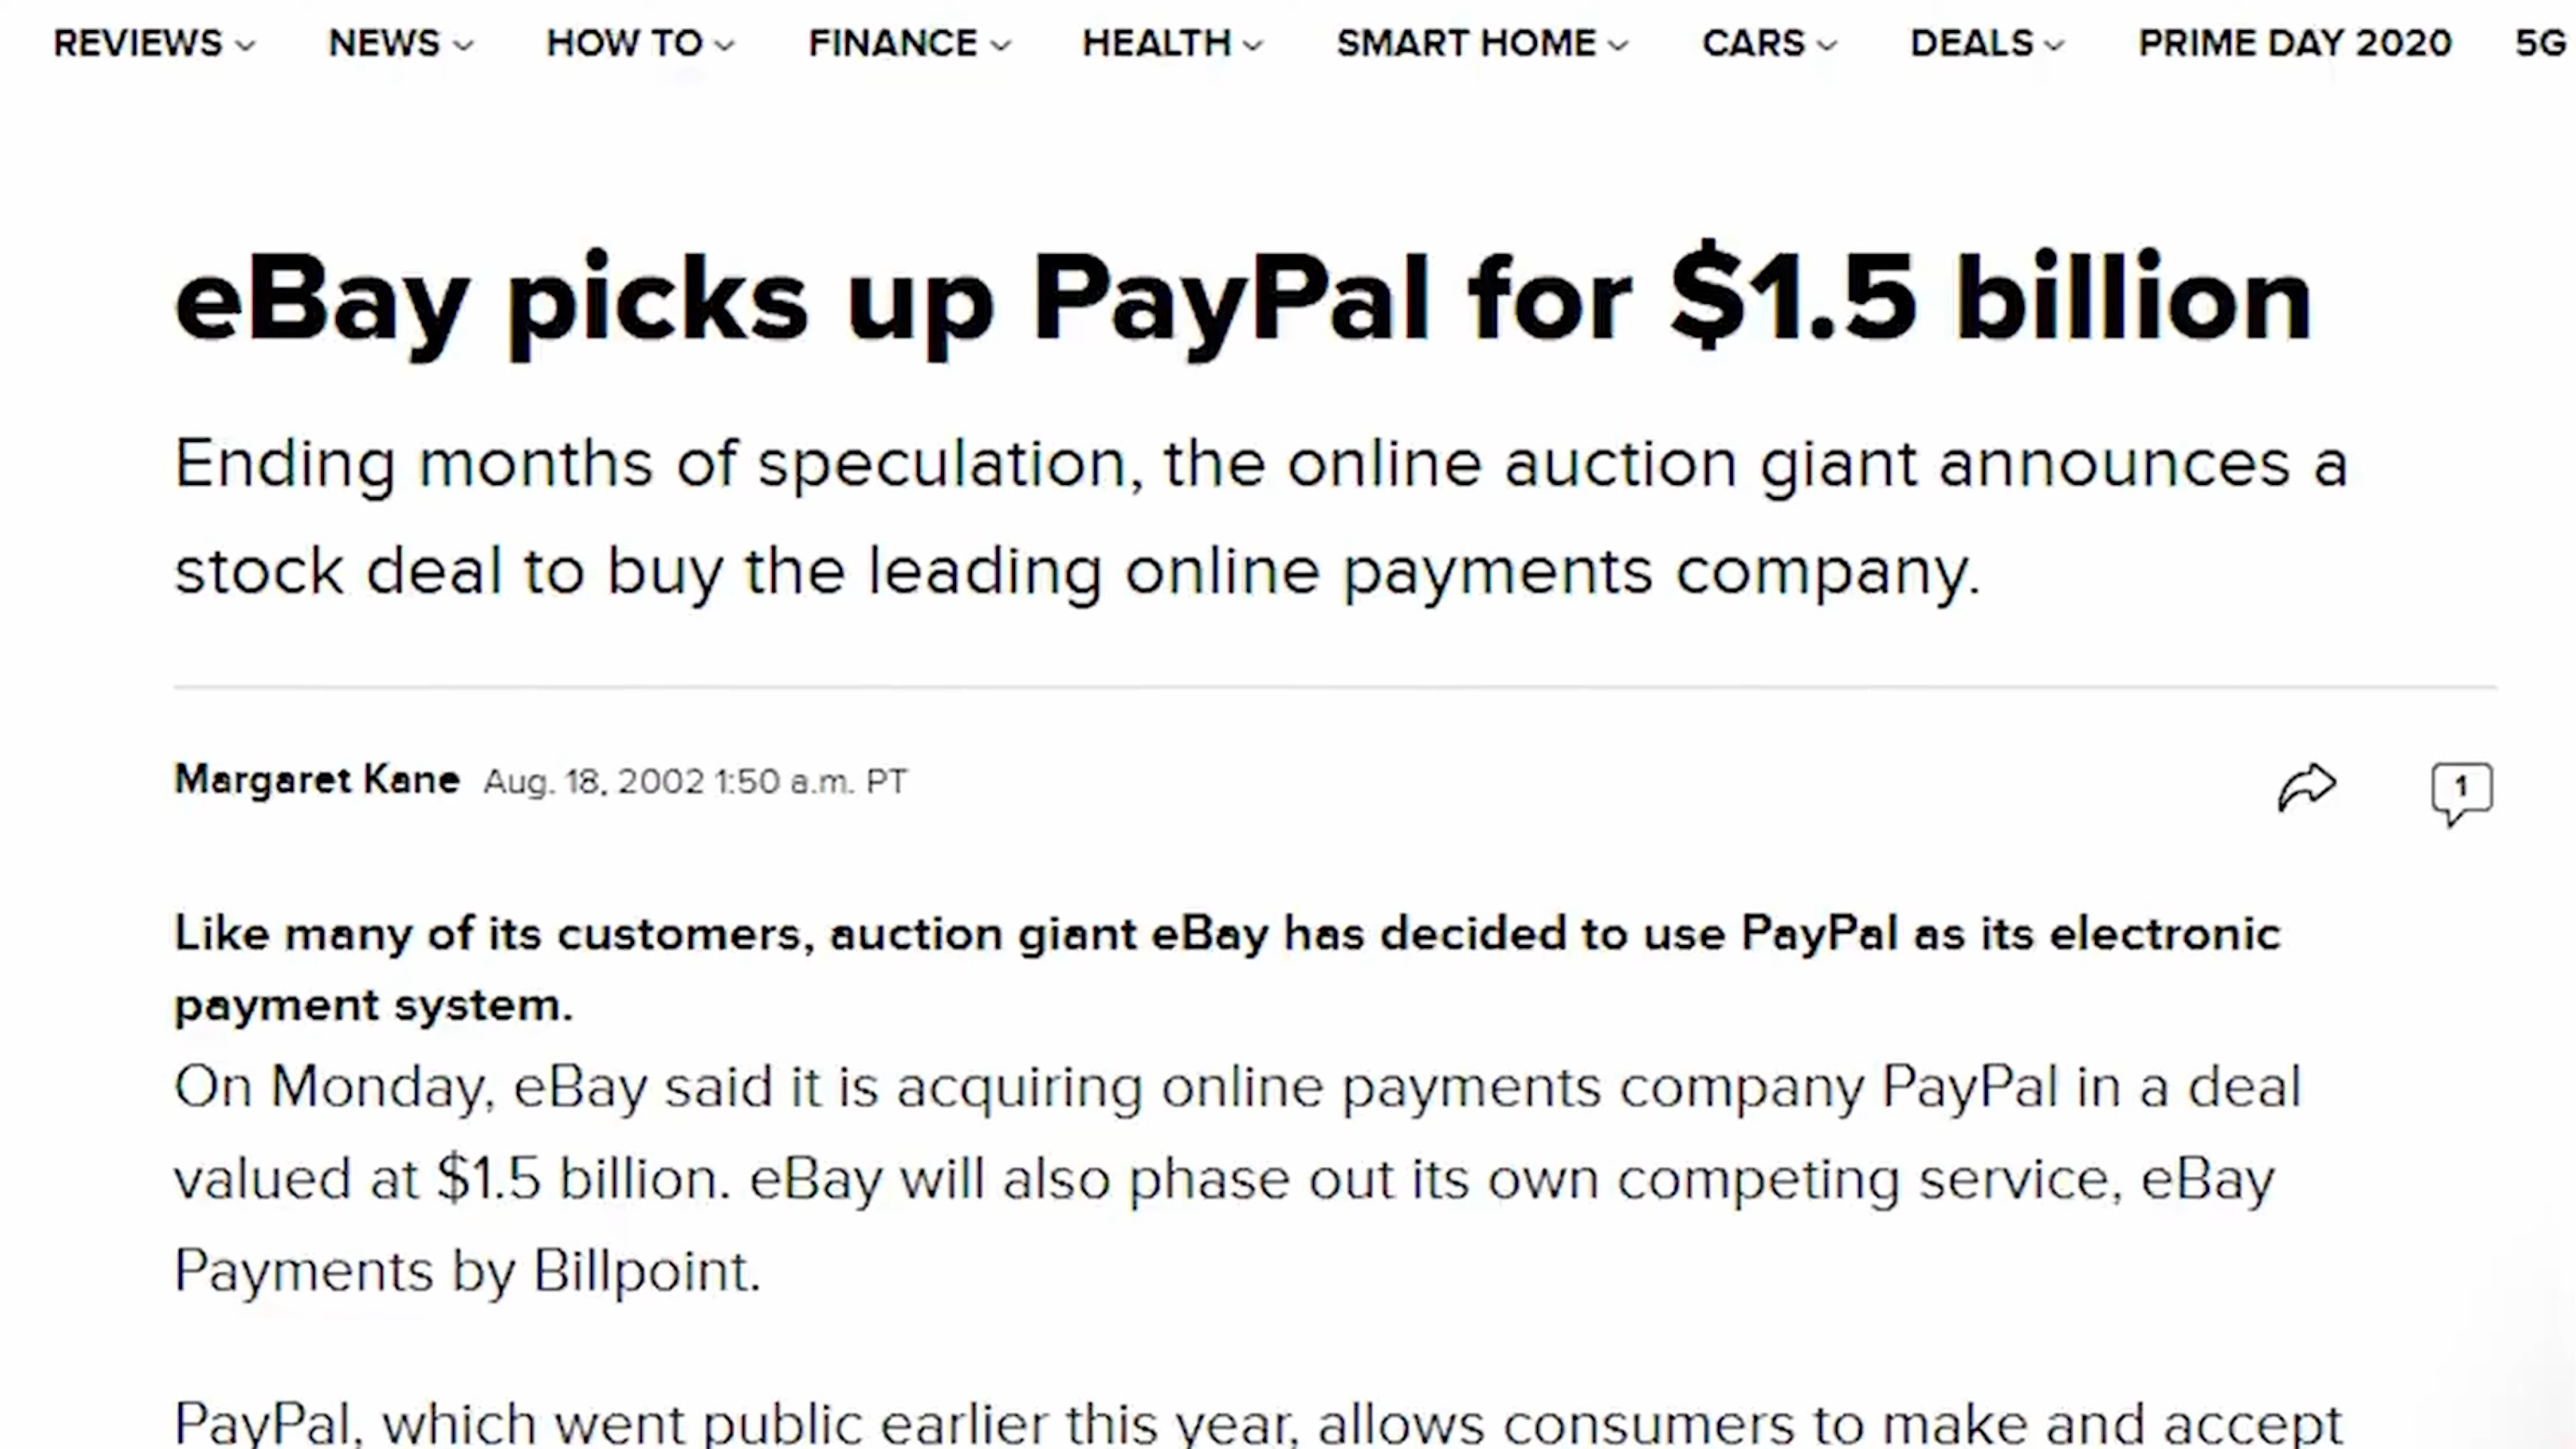 REVIEWS NEWS HOW TO FINANCE HEALTH SMART HOME CARS DEALS PRIME DAY 2020 5G
eBay picks up PayPal for $1.5 billion
Ending months of speculation, the online auction giant announces a
stock deal to buy the leading online payments company.
Margaret Kane Aug. 18, 2002 1:50 a.m. PT
1
Like many of its customers, auction giant eBay has decided to use PayPal as its electronic
payment system.
On Monday, eBay said it is acquiring online payments company PayPal in a deal
valued at $1.5 billion. eBay will also phase out its own competing service, eBay
Payments by Billpoint.
PayPal, which went public earlier this year, allows consumers to make and accept